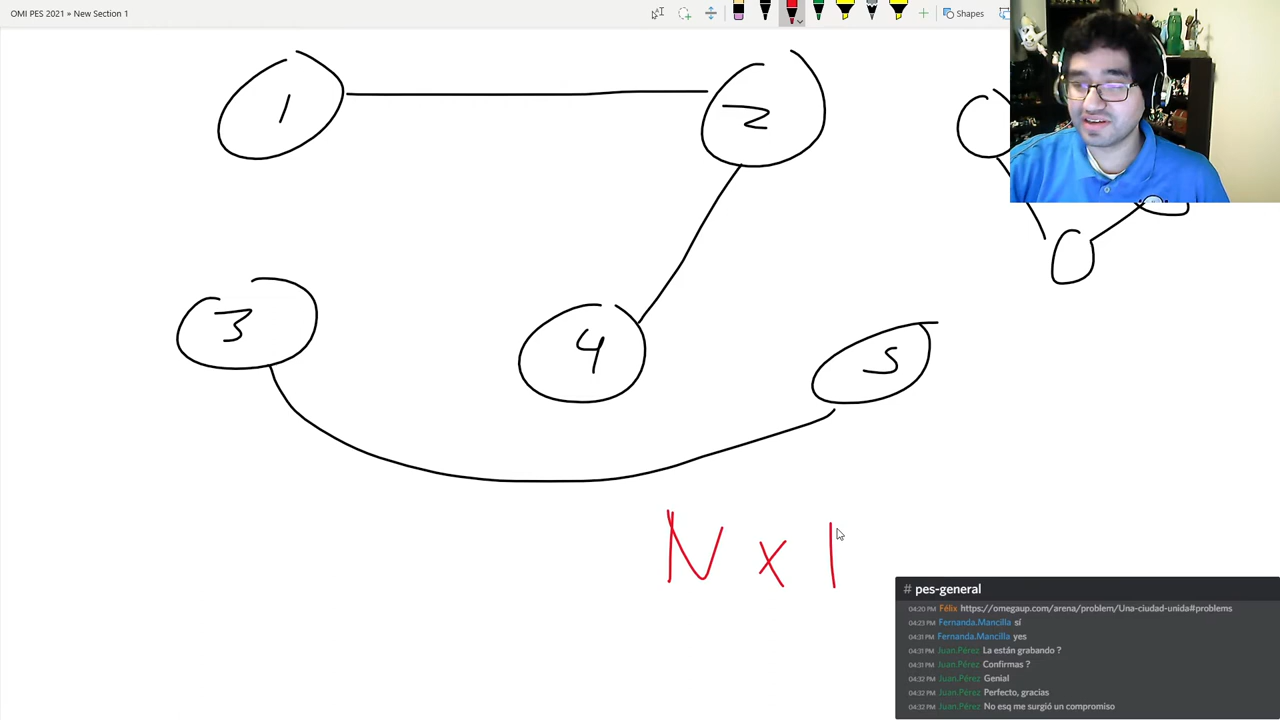 OMI PES 2021 » New Section 1
Shapes
1
2
3
4
5
N x
# pes-general
04:20 PM Félix https://omegaup.com/arena/problem/Una-ciudad-unida#problems
04:23 PM Fernanda.Mancilla sí
04:31 PM Fernanda.Mancilla yes
04:31 PM Juan.Pérez La están grabando ?
04:31 PM Juan.Pérez Confirmas ?
04:32 PM Juan.Pérez Genial
04:32 PM Juan.Pérez Perfecto, gracias
04:32 PM Juan.Pérez No esq me surgió un compromiso